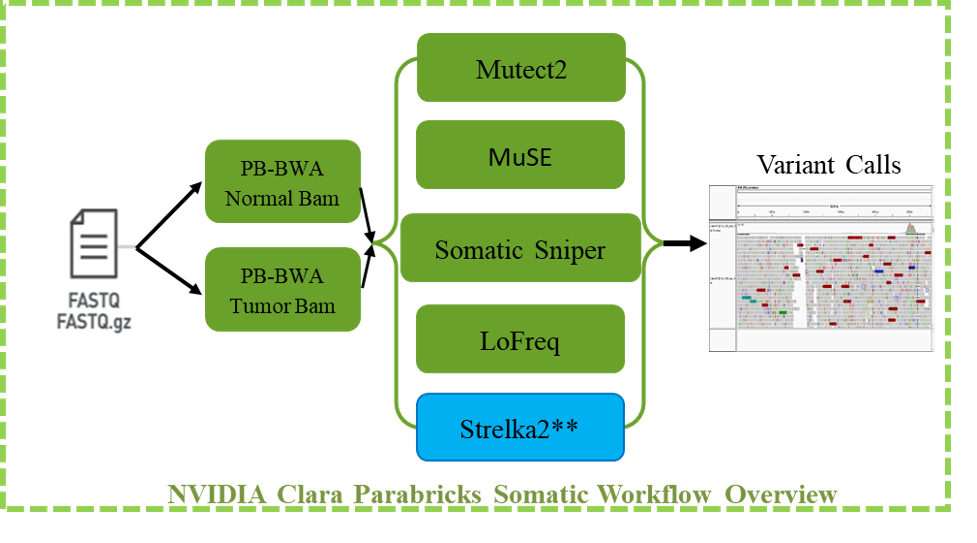 Mutect2
MuSE
Somatic Sniper
LoFreq
Strelka2**
PB-BWA
Normal Bam
PB-BWA
Tumor Bam
FASTQ
FASTQ.gz
Variant Calls
NVIDIA Clara Parabricks Somatic Workflow Overview